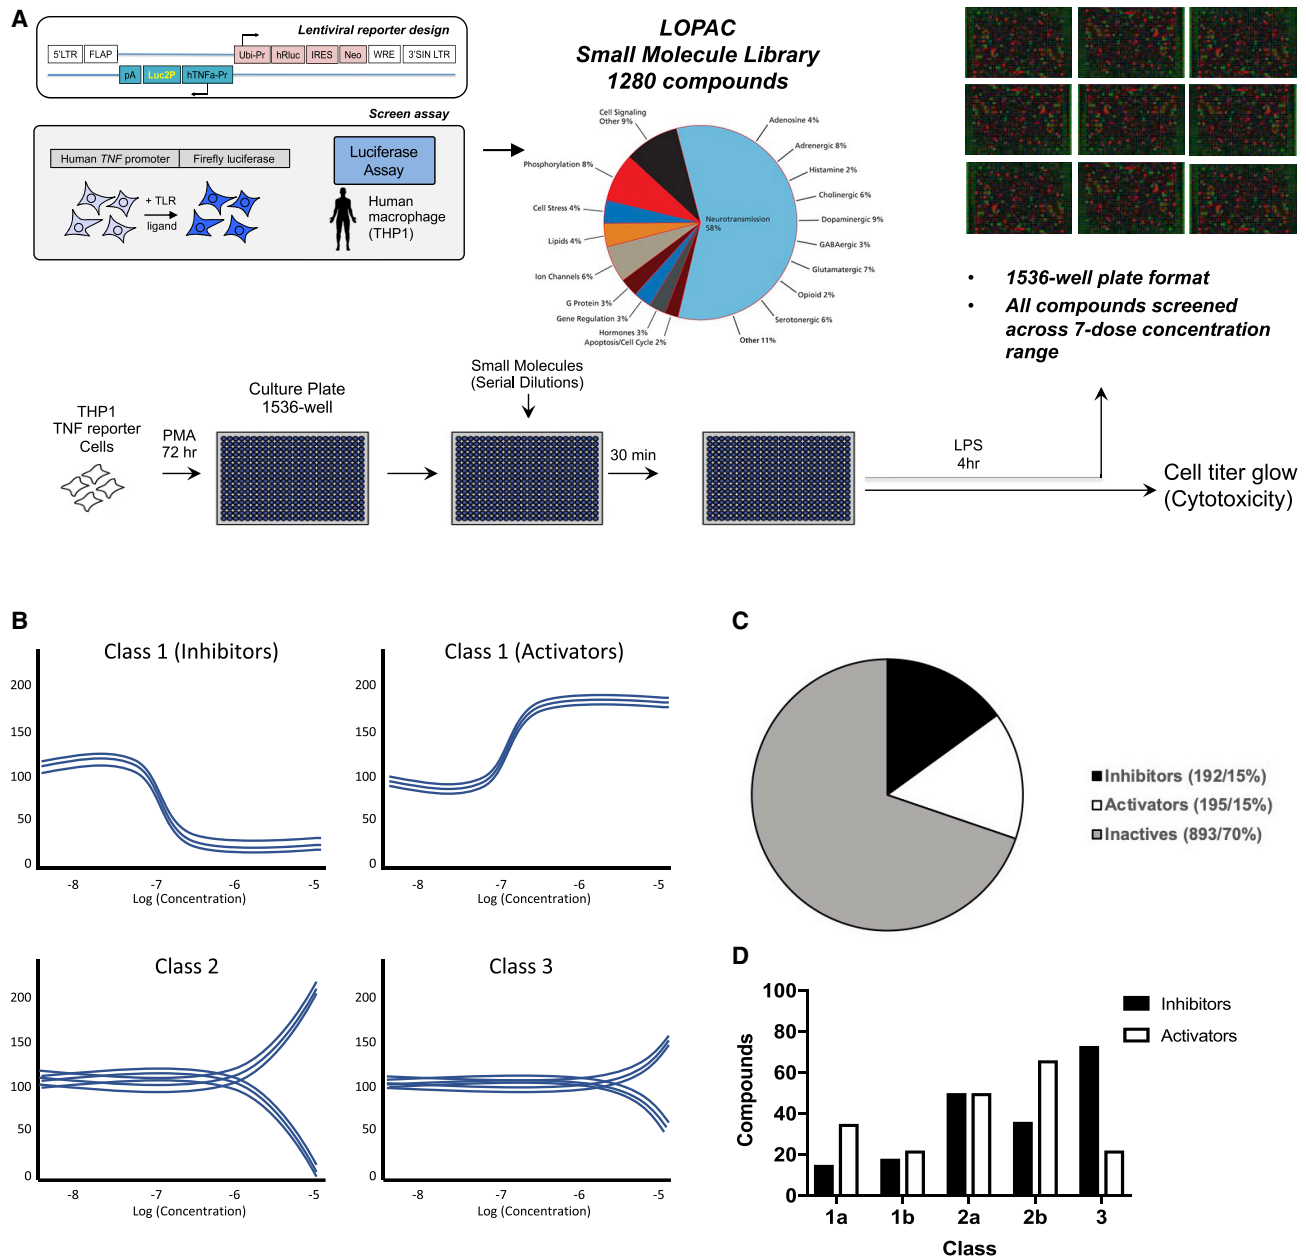 A
Lentiviral reporter design
5'LTR FLAP Ubi-Pr hRluc IRES Neo WRE 3'SIN LTR
pA Luc2P hTNFa-Pr
Screen assay
Human TNF promoter Firefly luciferase
+ TLR
ligand
Luciferase
Assay
Human
macrophage
(THP1)
LOPAC
Small Molecule Library
1280 compounds
Cell Signaling
Other 9%
Phosphorylation 8%
Cell Stress 4%
Lipids 4%
Ion Channels 6%
G Protein 3%
Gene Regulation 3%
Hormones 3%
Apoptosis/Cell Cycle 2%
Neurotransmission
58%
Adenosine 4%
Adrenergic 8%
Histamine 2%
Cholinergic 6%
Dopaminergic 9%
GABAergic 3%
Glutamatergic 7%
Opioid 2%
Serotonergic 6%
Other 11%
• 1536-well plate format
• All compounds screened
across 7-dose concentration
range
THP1
TNF reporter
Cells
PMA
72 hr
Culture Plate
1536-well
Small Molecules
(Serial Dilutions)
30 min
LPS
4hr
Cell titer glow
(Cytotoxicity)
B
Class 1 (Inhibitors)
200
150
100
50
0
-8 -7 -6 -5
Log (Concentration)
Class 1 (Activators)
200
150
100
50
0
-8 -7 -6 -5
Log (Concentration)
Class 2
200
150
100
50
0
-8 -7 -6 -5
Log (Concentration)
Class 3
200
150
100
50
0
-8 -7 -6 -5
Log (Concentration)
C
Inhibitors (192/15%)
Activators (195/15%)
Inactives (893/70%)
D
Compounds
100
80
60
40
20
0
1a 1b 2a 2b 3
Class
Inhibitors
Activators